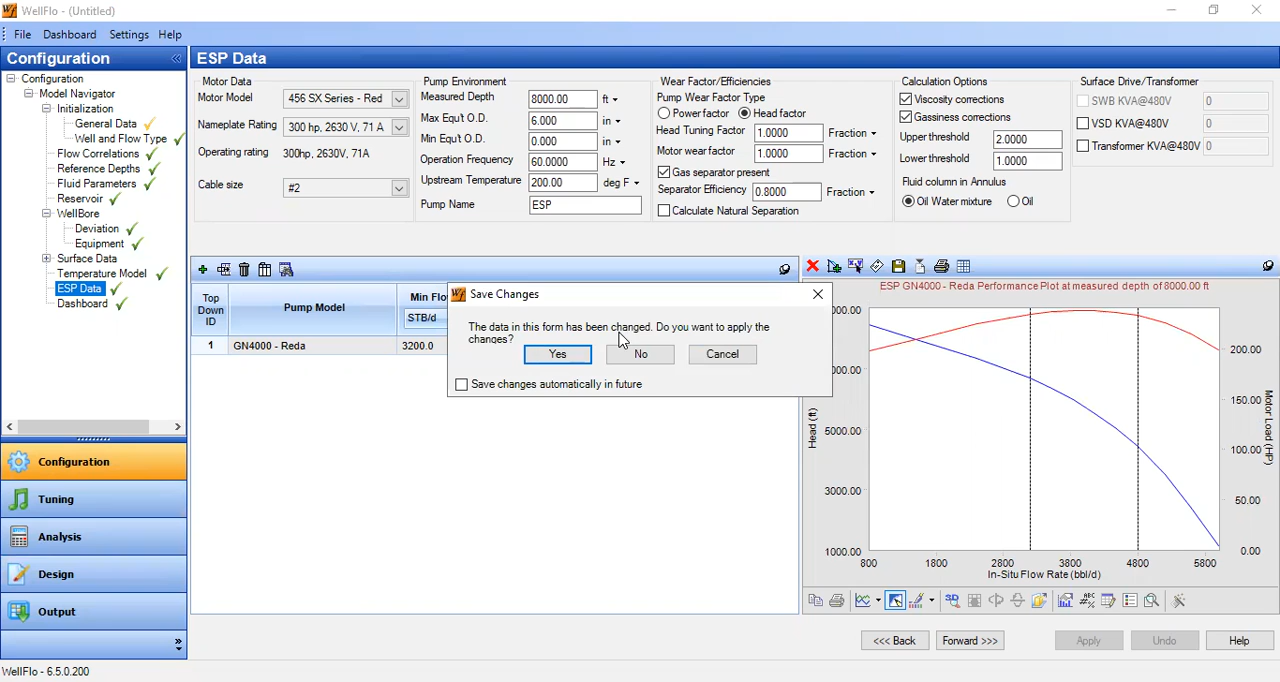 WellFlo - (Untitled)
File Dashboard Settings Help
Configuration
Configuration
Model Navigator
Initialization
General Data
Well and Flow Type
Flow Correlations
Reference Depths
Fluid Parameters
Reservoir
WellBore
Deviation
Equipment
Surface Data
Temperature Model
ESP Data
Dashboard
Configuration
Tuning
Analysis
Design
Output
ESP Data
Motor Data
Motor Model 456 SX Series - Red
Nameplate Rating 300 hp, 2630 V, 71 A
Operating rating 300hp, 2630V, 71A
Cable size #2
Pump Environment
Measured Depth 8000.00 ft
Max Equ't O.D. 6.000 in
Min Equ't O.D. 0.000 in
Operation Frequency 60.0000 Hz
Upstream Temperature 200.00 deg F
Pump Name ESP
Wear Factor/Efficiencies
Pump Wear Factor Type
Power factor Head factor
Head Tuning Factor 1.0000 Fraction
Motor wear factor 1.0000 Fraction
Gas separator present
Separator Efficiency 0.8000 Fraction
Calculate Natural Separation
Calculation Options
Viscosity corrections
Gassiness corrections
Upper threshold 2.0000
Lower threshold 1.0000
Fluid column in Annulus
Oil Water mixture Oil
Surface Drive/Transformer
SWB KVA@480V 0
VSD KVA@480V 0
Transformer KVA@480V 0
Top Down ID Pump Model Min Flo
STB/d
1 GN4000 - Reda 3200.0
Save Changes
The data in this form has been changed. Do you want to apply the
changes?
Yes No Cancel
Save changes automatically in future
ESP GN4000 - Reda Performance Plot at measured depth of 8000.00 ft
000.00
000.00
5000.00
3000.00
1000.00
Head (ft)
200.00
150.00
100.00
50.00
0.00
Motor Load (HP)
800 1800 2800 3800 4800 5800
In-Situ Flow Rate (bbl/d)
3D
<<< Back Forward >>> Apply Undo Help
WellFlo - 6.5.0.200